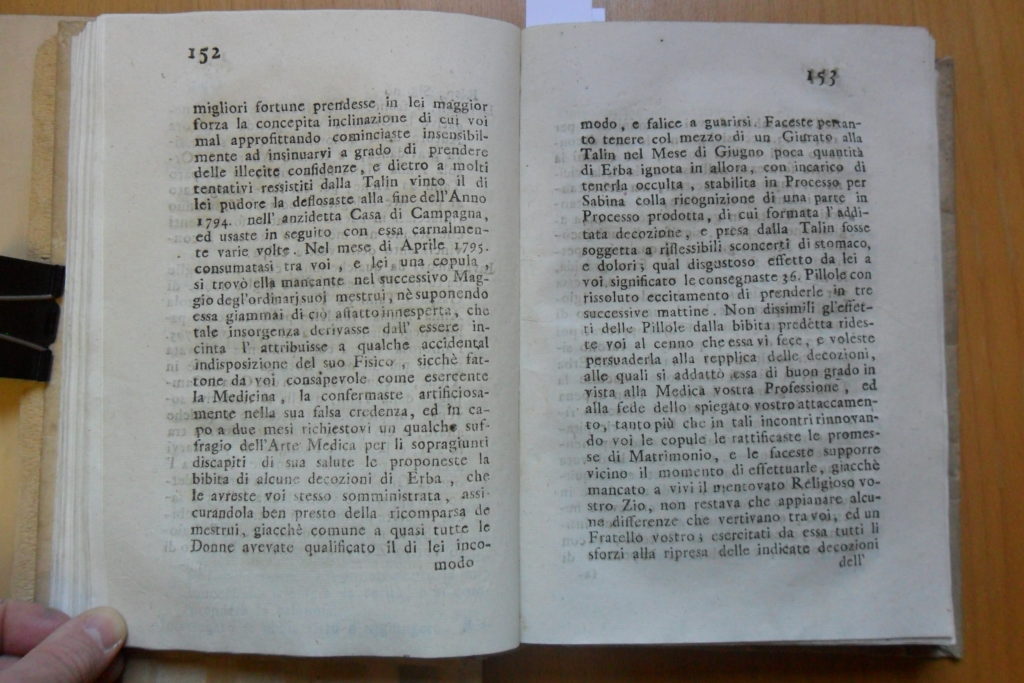 152
migliori fortune prendesse in lei maggior
forza la concepita inclinazione di cui voi
mal approfittando cominciaste insensibil-
mente ad insinuarvi a grado di prendere
delle illecite confidenze, e dietro a molti
tentativi ressistiti dalla Talin vinto il di
lei pudore la deflosaste alla fine dell'Anno
1794. nell' anzidetta Casa di Campagna,
ed usaste in seguito con essa carnalmen-
te varie volte. Nel mese di Aprile 1795.
consumatasi tra voi, e lei una copula,
si trovò ella mancante nel successivo Mag-
gio degl'ordinarj suoi mestrui, nè suponendo
essa giammai di ciò affatto innesperta, che
tale insorgenza derivasse dall' essere in-
cinta l' attribuisse a qualche accidental
indisposizione del suo Fisico, sicchè fat-
tone da voi consapevole come esercente
la Medicina, la confermaste artificiosa-
mente nella sua falsa credenza, ed in ca-
po a due mesi richiestovi un qualche suf-
fragio dell'Arte Medica per li sopragiunti
discapiti di sua salute le proponeste la
bibita di alcune decozioni di Erba, che
le avreste voi stesso somministrata, assi-
curandola ben presto della ricomparsa de
mestrui, giacchè comune a quasi tutte le
Donne avevate qualificato il di lei inco-
modo
153
modo, e falice a guarirsi. Faceste pertan-
to tenere col mezzo di un Giurato alla
Talin nel Mese di Giugno poca quantità
di Erba ignota in allora, con incarico di
tenerla occulta, stabilita in Processo per
Sabina colla ricognizione di una parte in
Processo prodotta, di cui formata l'addi-
tata decozione, e presa dalla Talin fosse
soggetta a riflessibili sconcerti di stomaco,
e dolori; qual disgustoso effetto da lei a
voi significato le consegnaste 36. Pillole con
rissoluto eccitamento di prenderle in tre
successive mattine. Non dissimili gl'effet-
ti delle Pillole dalla bibita predetta rides-
te voi al cenno che essa vi fece, e voleste
persuaderla alla repplica delle decozioni,
alle quali si addattò essa di buon grado in
vista alla Medica vostra Professione, ed
alla fede dello spiegato vostro attaccamen-
to, tanto più che in tali incontri rinnovan-
do voi le copule le rattificaste le promes-
se di Matrimonio, e le faceste supporre
vicino il momento di effettuarle, giacchè
mancato a vivi il mentovato Religioso vo-
stro Zio, non restava che appianare alcu-
ne differenze che vertivano tra voi, ed un
Fratello vostro; esercitati da essa tutti li
sforzi alla ripresa delle indicate decozioni
dell'